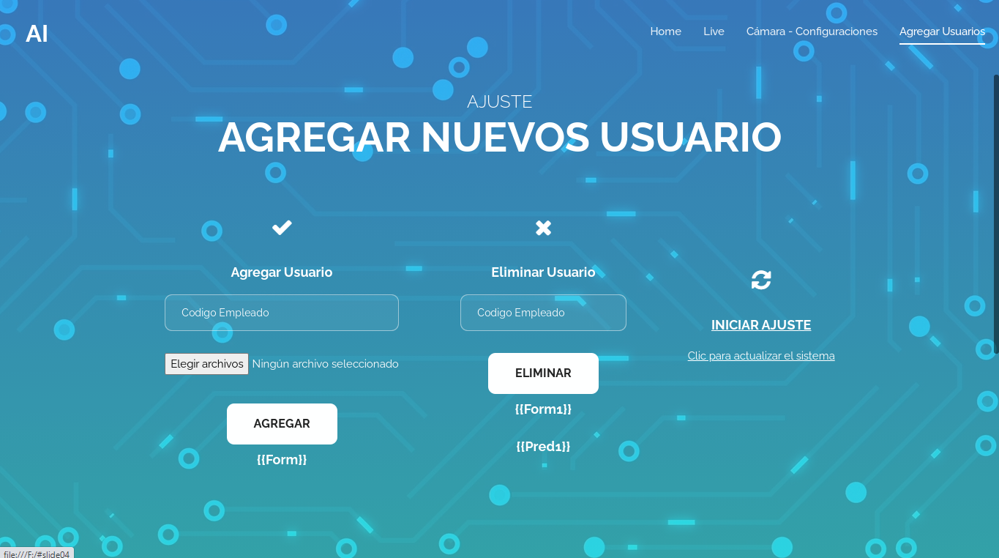 AI
Home
Live
Cámara - Configuraciones
Agregar Usuarios
AJUSTE
AGREGAR NUEVOS USUARIO
Agregar Usuario
Codigo Empleado
Elegir archivos Ningún archivo seleccionado
AGREGAR
{{Form}}
Eliminar Usuario
Codigo Empleado
ELIMINAR
{{Form1}}
{{Pred1}}
INICIAR AJUSTE
Clic para actualizar el sistema
file:///F:/#slide04